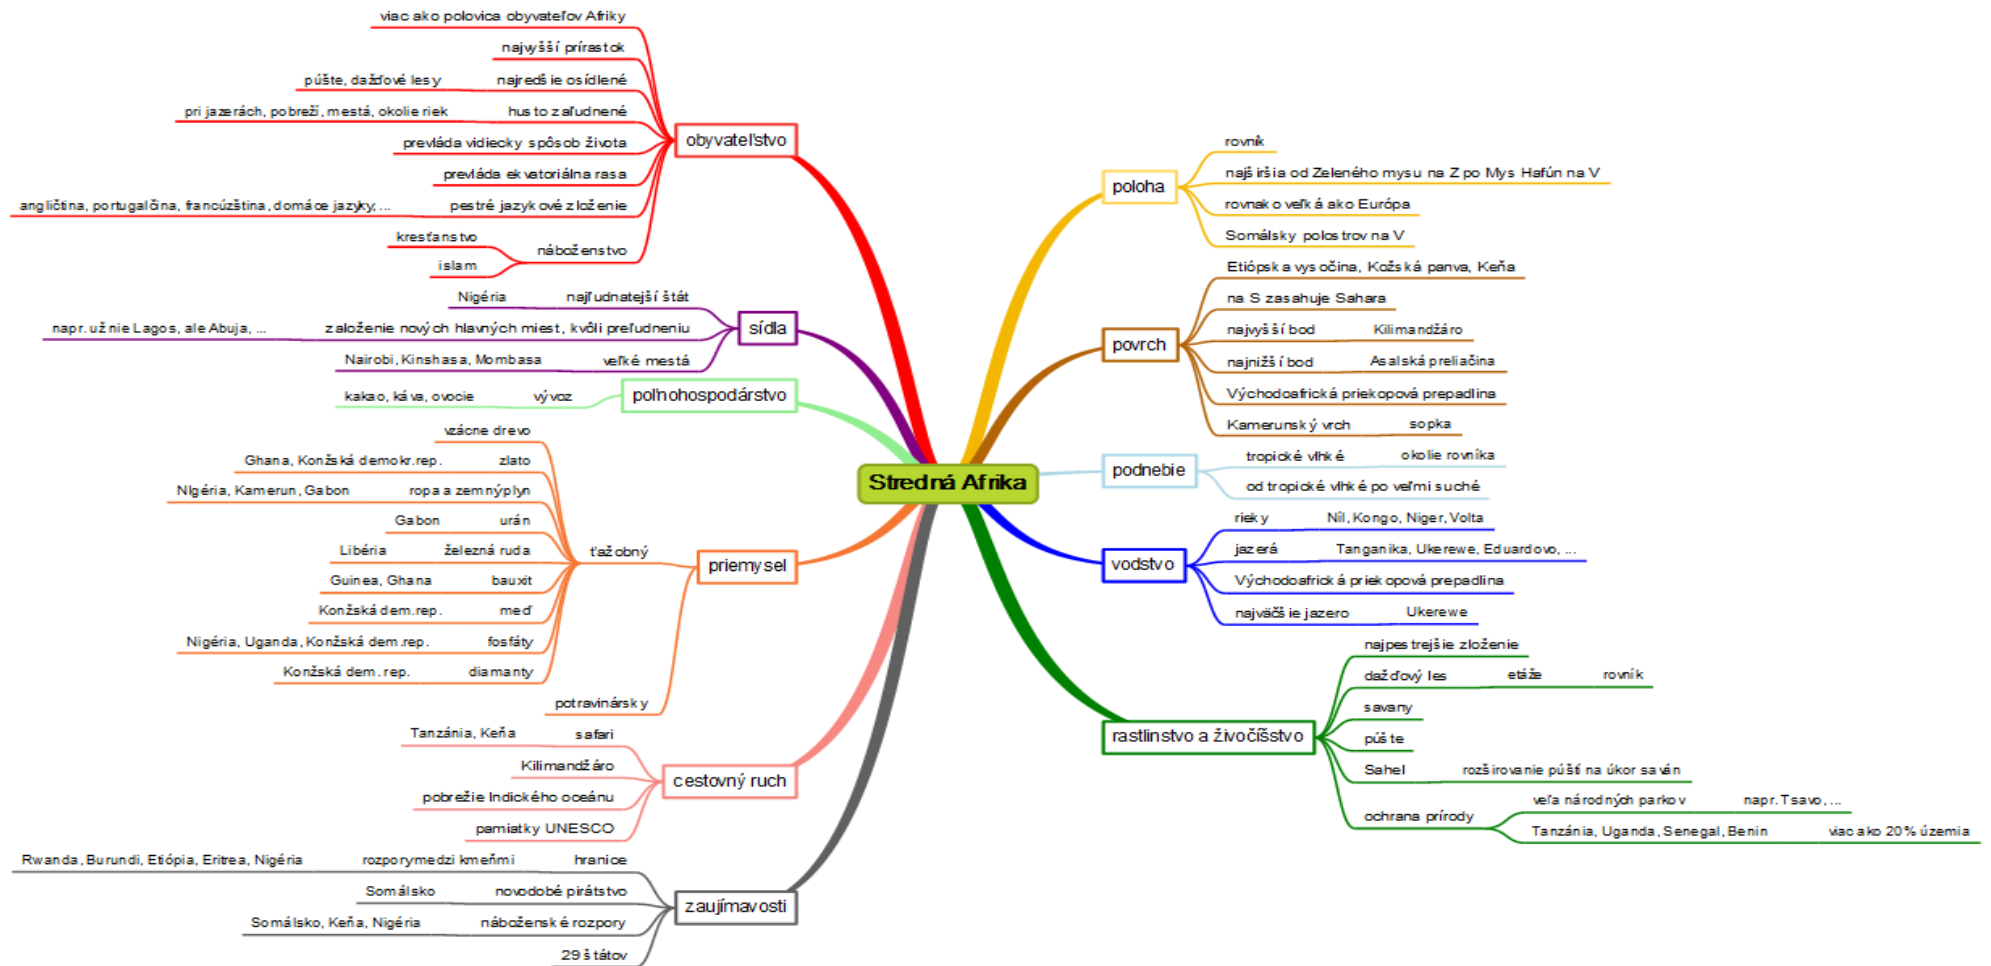 Stredná Afrika
obyvateľstvo
viac ako polovica obyvateľov Afriky
najvyšší prírastok
najredšie osídlené
púšte, dažďové lesy
husto zaľudnené
pri jazerách, pobreží, mestá, okolie riek
prevláda vidiecky spôsob života
prevláda ekvatoriálna rasa
pestré jazykové zloženie
angličtina, portugalčina, francúzština, domáce jazyky, ...
náboženstvo
kresťanstvo
islam
sídla
najľudnatejší štát
Nigéria
založenie nových hlavných miest, kvôli preľudneniu
napr. už nie Lagos, ale Abuja, ...
veľké mestá
Nairobi, Kinshasa, Mombasa
poľnohospodárstvo
vývoz
kakao, káva, ovocie
priemysel
ťažobný
vzácne drevo
zlato
Ghana, Konžská demokr.rep.
ropa a zemný plyn
NIgéria, Kamerun, Gabon
urán
Gabon
železná ruda
Libéria
bauxit
Guinea, Ghana
meď
Konžská dem.rep.
fosfáty
Nigéria, Uganda, Konžská dem.rep.
diamanty
Konžská dem. rep.
potravinársky
cestovný ruch
safari
Tanzánia, Keňa
Kilimandžáro
pobrežie Indického oceánu
pamiatky UNESCO
zaujímavosti
hranice
rozpory medzi kmeňmi
Rwanda, Burundi, Etiópia, Eritrea, Nigéria
novodobé pirátstvo
Somálsko
náboženské rozpory
Somálsko, Keňa, Nigéria
29 štátov
poloha
rovník
najširšia od Zeleného mysu na Z po Mys Hafún na V
rovnako veľká ako Európa
Somálsky polostrov na V
povrch
Etiópska vysočina, Kožská panva, Keňa
na S zasahuje Sahara
najvyšší bod
Kilimandžáro
najnižší bod
Asalská preliačina
Východoafrická priekopová prepadlina
Kamerunský vrch
sopka
podnebie
tropické vlhké
okolie rovníka
od tropické vlhké po veľmi suché
vodstvo
rieky
Níl, Kongo, Niger, Volta
jazerá
Tanganika, Ukerewe, Eduardovo, ...
Východoafrická priekopová prepadlina
najväčšie jazero
Ukerewe
rastlinstvo a živočíšstvo
najpestrejšie zloženie
dažďový les
etáže
rovník
savany
púšte
Sahel
rozširovanie púští na úkor saván
ochrana prírody
veľa národných parkov
napr. Tsavo, ...
Tanzánia, Uganda, Senegal, Benin
viac ako 20% územia